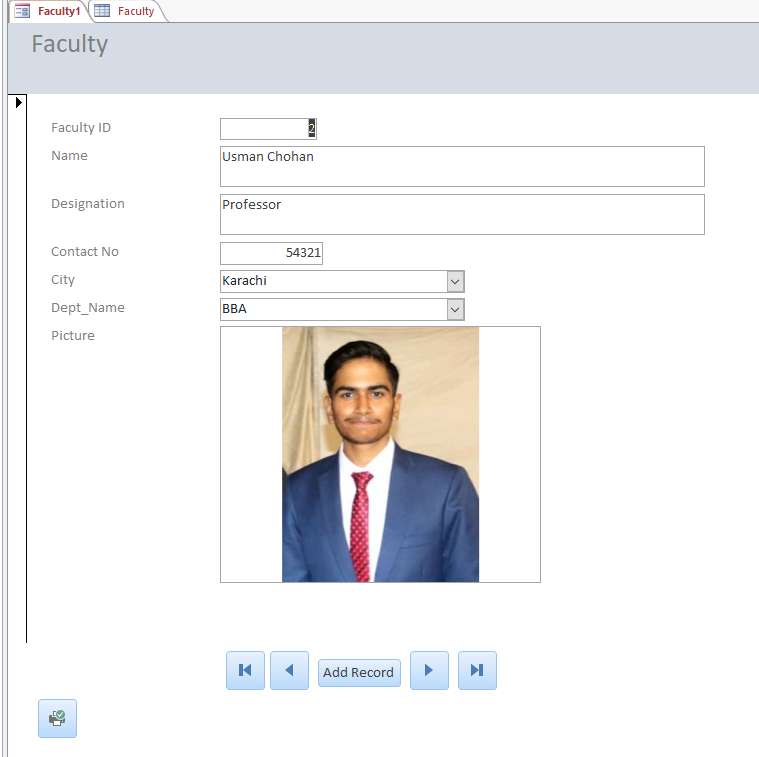 Faculty1 Faculty
Faculty
Faculty ID 2
Name Usman Chohan
Designation Professor
Contact No 54321
City Karachi
Dept_Name BBA
Picture
Add Record